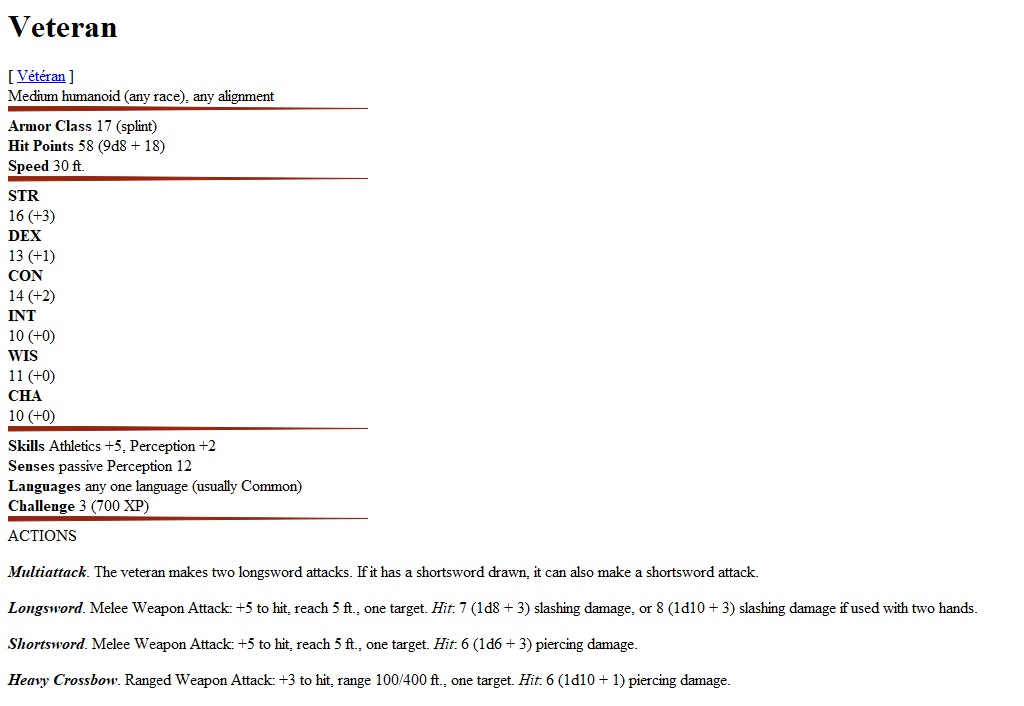 Veteran
[ Vétéran ]
Medium humanoid (any race), any alignment
Armor Class 17 (splint)
Hit Points 58 (9d8 + 18)
Speed 30 ft.
STR
16 (+3)
DEX
13 (+1)
CON
14 (+2)
INT
10 (+0)
WIS
11 (+0)
CHA
10 (+0)
Skills Athletics +5, Perception +2
Senses passive Perception 12
Languages any one language (usually Common)
Challenge 3 (700 XP)
ACTIONS
Multiattack. The veteran makes two longsword attacks. If it has a shortsword drawn, it can also make a shortsword attack.
Longsword. Melee Weapon Attack: +5 to hit, reach 5 ft., one target. Hit: 7 (1d8 + 3) slashing damage, or 8 (1d10 + 3) slashing damage if used with two hands.
Shortsword. Melee Weapon Attack: +5 to hit, reach 5 ft., one target. Hit: 6 (1d6 + 3) piercing damage.
Heavy Crossbow. Ranged Weapon Attack: +3 to hit, range 100/400 ft., one target. Hit: 6 (1d10 + 1) piercing damage.